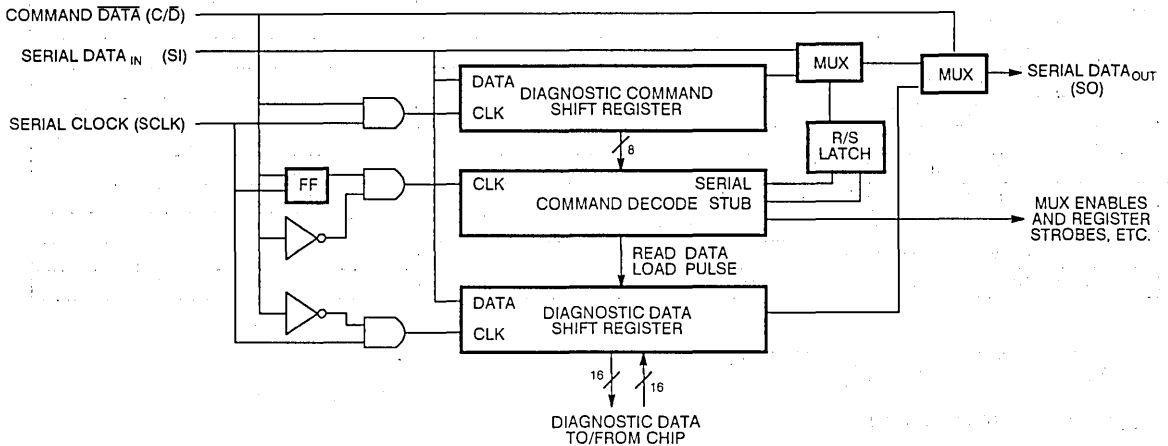 COMMAND DATA (C/D)
SERIAL DATA IN (SI)
SERIAL CLOCK (SCLK)
FF
DATA
CLK
DIAGNOSTIC COMMAND
SHIFT REGISTER
8
CLK
COMMAND DECODE
SERIAL
STUB
READ DATA
LOAD PULSE
DATA
CLK
DIAGNOSTIC DATA
SHIFT REGISTER
16
16
DIAGNOSTIC DATA
TO/FROM CHIP
MUX
R/S
LATCH
MUX
SERIAL DATA OUT
(SO)
MUX ENABLES
AND REGISTER
STROBES, ETC.